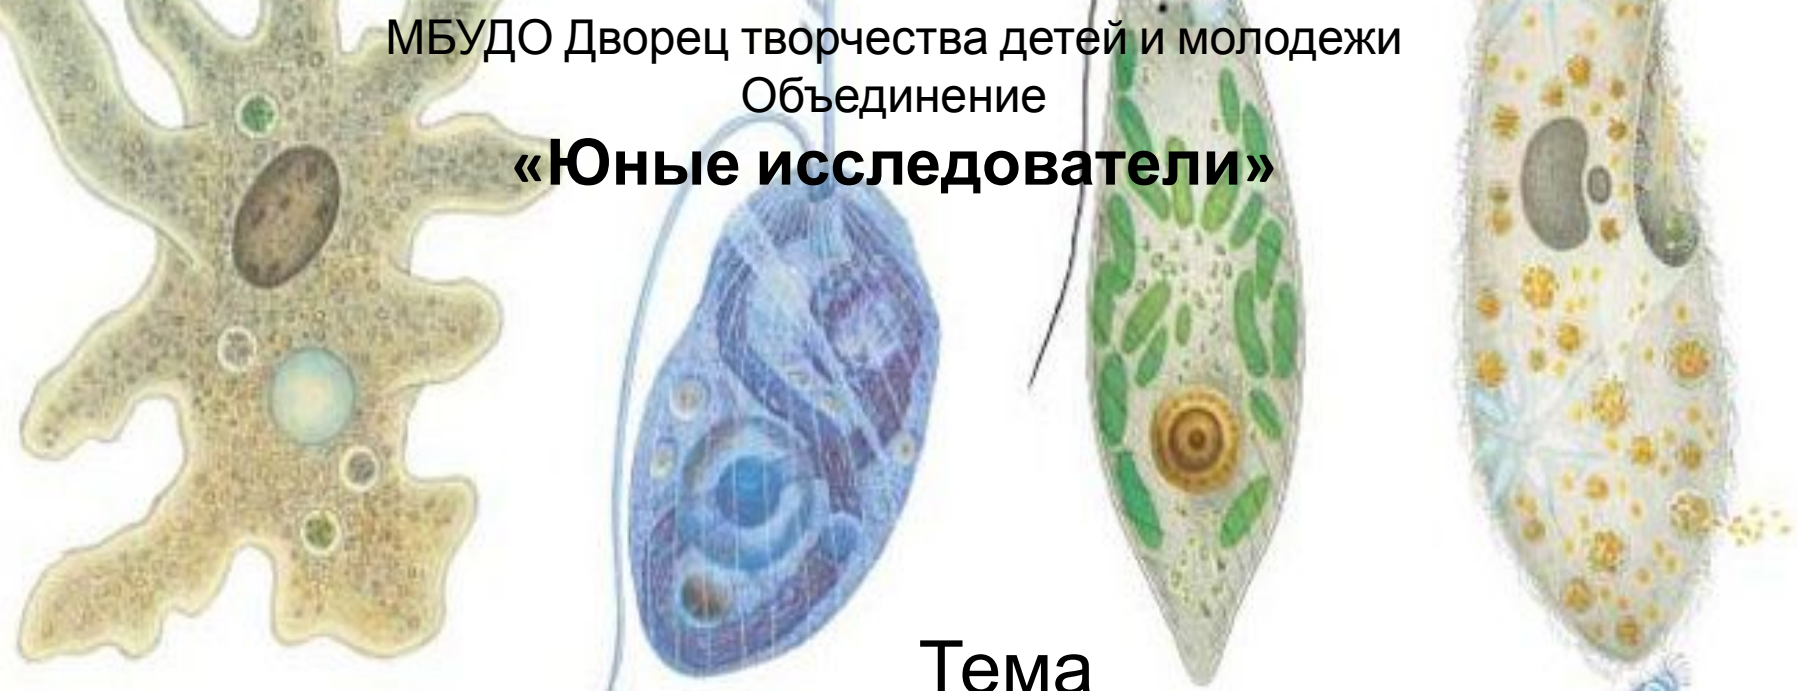 МБУДО Дворец творчества детей и молодежи
Объединение
«Юные исследователи»
Тема